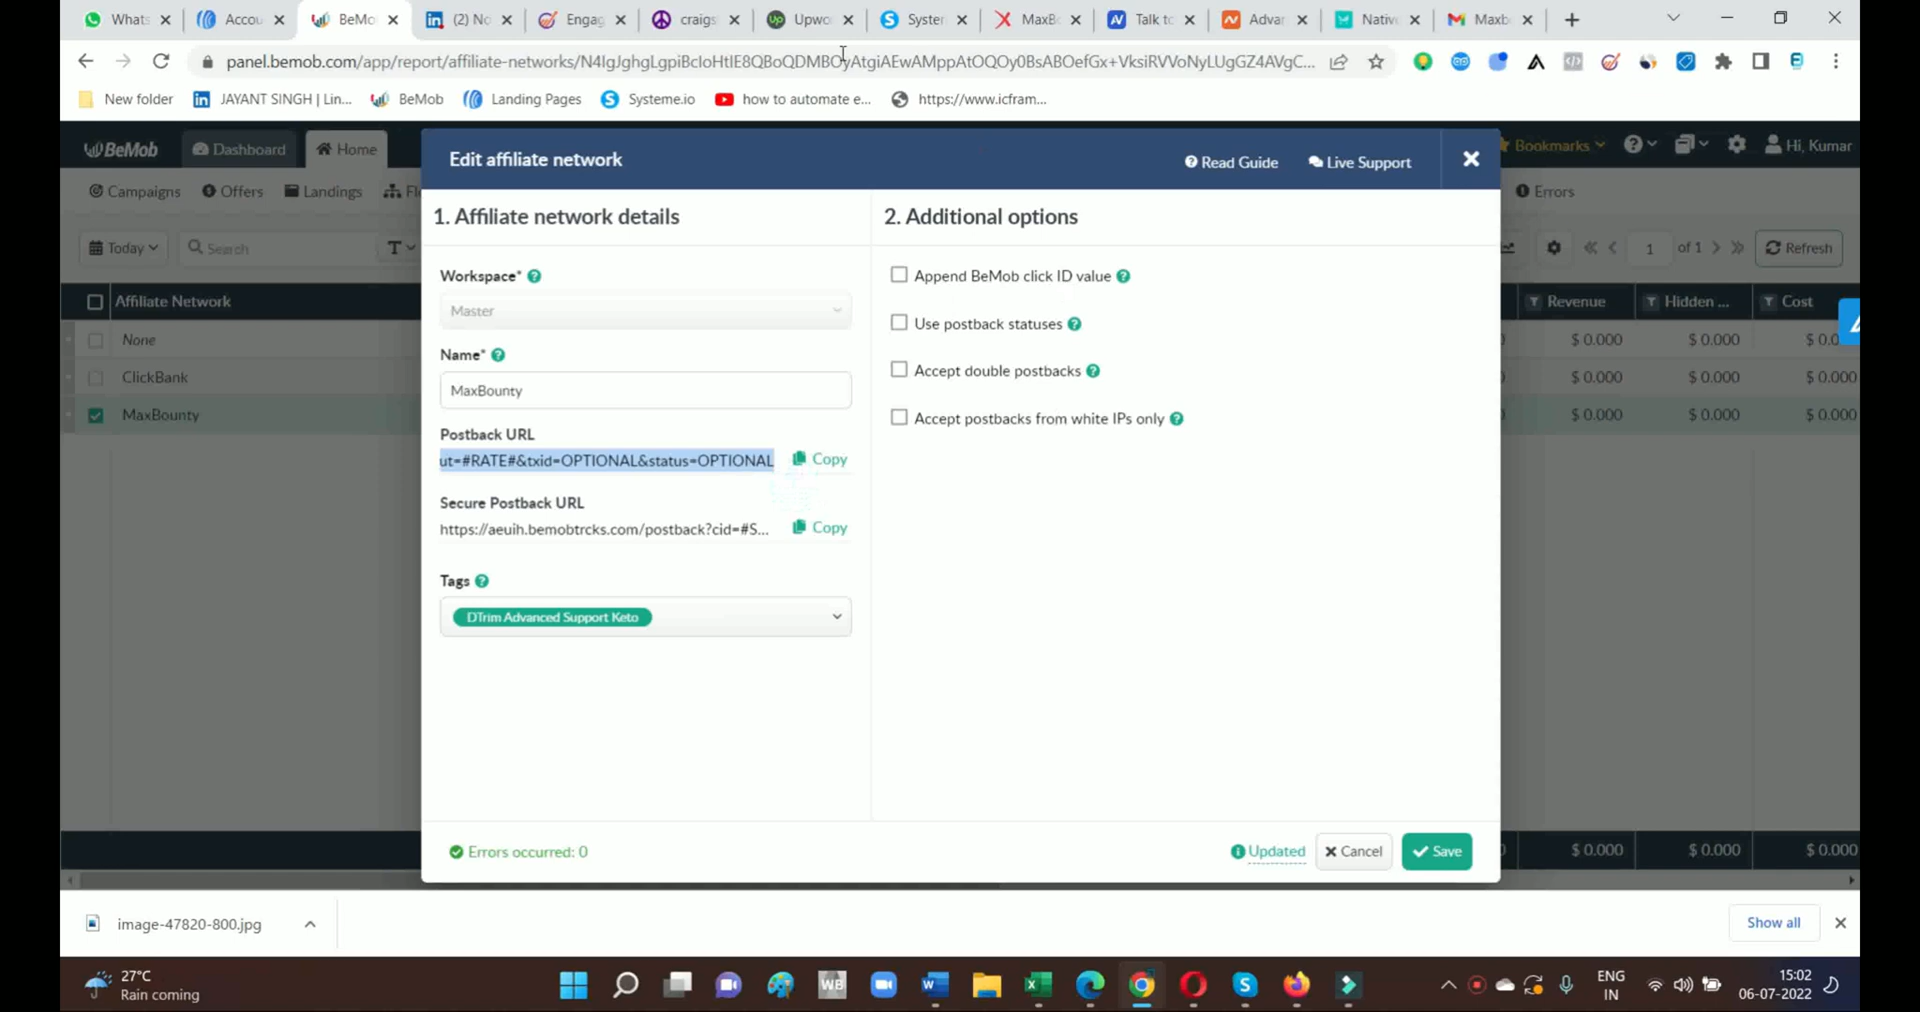 Whats
Accou
BeMo
(2) No
Engag
craigs
Upwo
Syster
MaxB
Talk to
Advar
Native
Maxb
panel.bemob.com/app/report/affiliate-networks/N4IgJghgLgpiBcIoHtIE8QBoQDMBOyAtgiAEwAMppAtOQOy0BsABOefGx+VksiRVVoNyLUgGZ4AVgC...
New folder
JAYANT SINGH | Lin...
BeMob
Landing Pages
Systeme.io
how to automate e...
https://www.icfram...
BeMob
Dashboard
Home
Edit affiliate network
Read Guide
Live Support
Bookmarks
Hi, Kumar
Campaigns
Offers
Landings
Fl
Errors
1. Affiliate network details
2. Additional options
Today
Search
T
1
of 1
Refresh
Workspace*
Master
Append BeMob click ID value
Affiliate Network
Revenue
Hidden ...
Cost
None
Use postback statuses
$ 0.000
$ 0.000
$ 0.0
Name*
ClickBank
MaxBounty
Accept double postbacks
$ 0.000
$ 0.000
$ 0.000
MaxBounty
Accept postbacks from white IPs only
$ 0.000
$ 0.000
$ 0.000
Postback URL
ut=#RATE#&txid=OPTIONAL&status=OPTIONAL
Copy
Secure Postback URL
https://aeuih.bemobtrcks.com/postback?cid=#S...
Copy
Tags
DTrim Advanced Support Keto
Errors occurred: 0
Updated
Cancel
Save
$ 0.000
$ 0.000
$ 0.000
image-47820-800.jpg
Show all
27°C
Rain coming
WB
ENG
IN
15:02
06-07-2022